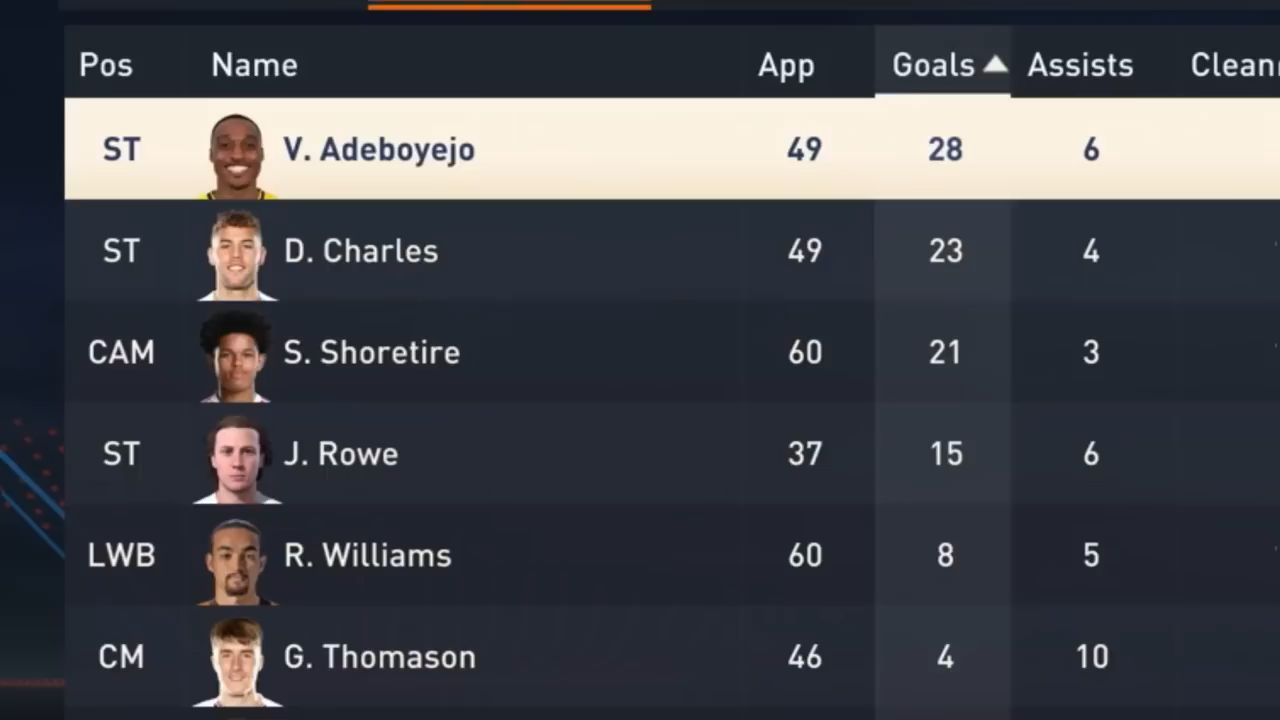 Pos Name App Goals Assists Clean
ST V. Adeboyejo 49 28 6
ST D. Charles 49 23 4
CAM S. Shoretire 60 21 3
ST J. Rowe 37 15 6
LWB R. Williams 60 8 5
CM G. Thomason 46 4 10